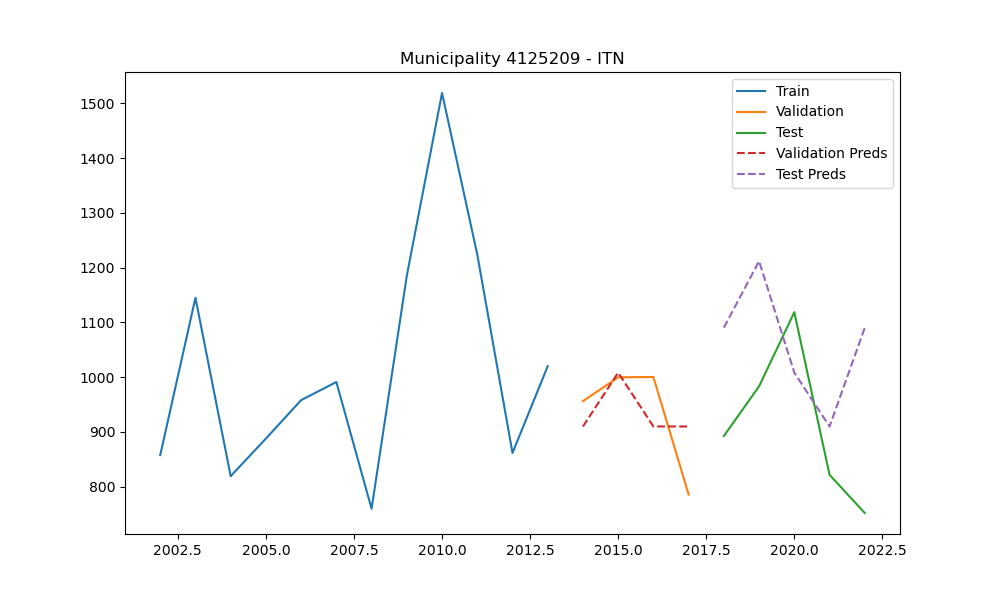 Municipality 4125209 - ITN
Train
Validation
Test
Validation Preds
Test Preds
1500
1400
1300
1200
1100
1000
900
800
2002.5 2005.0 2007.5 2010.0 2012.5 2015.0 2017.5 2020.0 2022.5